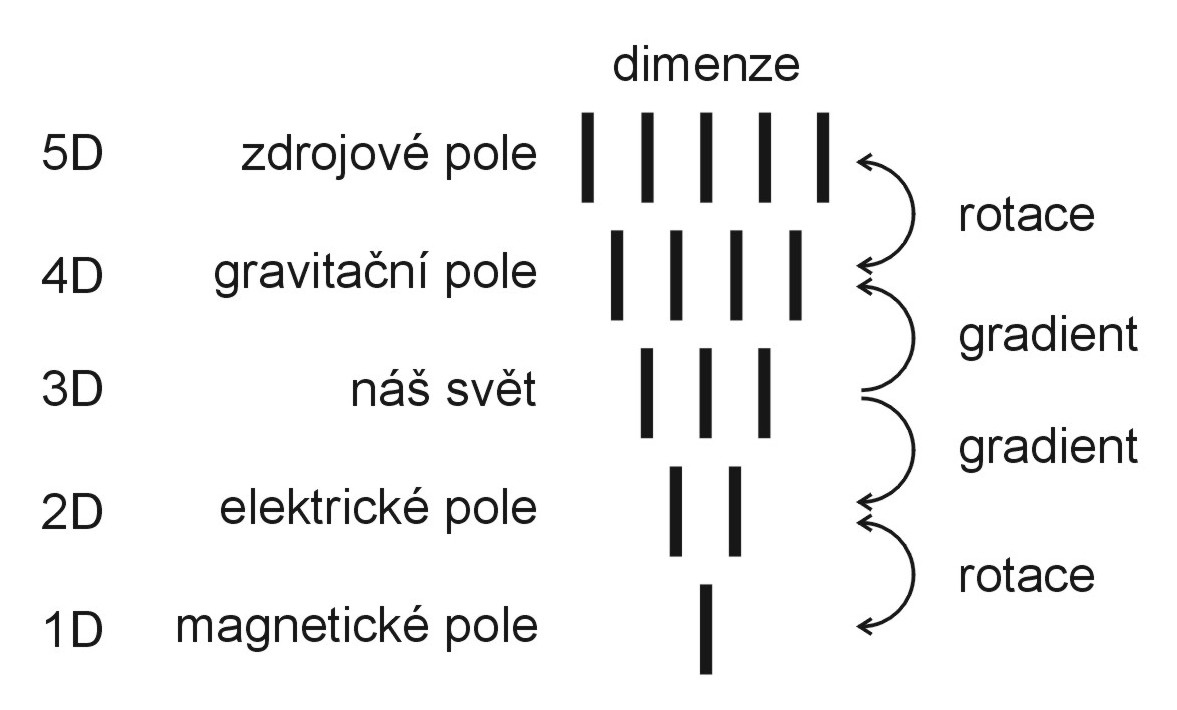 dimenze
5D zdrojové pole
rotace
4D gravitační pole
gradient
3D náš svět
gradient
2D elektrické pole
rotace
1D magnetické pole